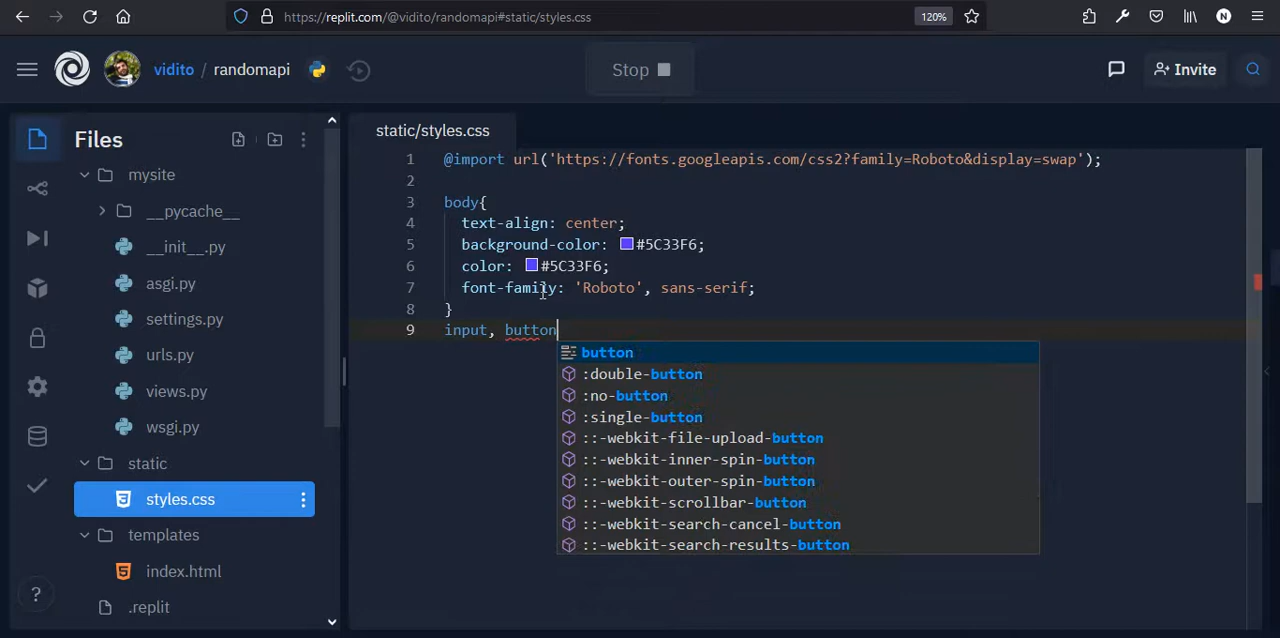 https://replit.com/@vidito/randomapi#static/styles.css
120%
N
vidito / randomapi
Stop
Invite
Files
mysite
__pycache__
__init__.py
asgi.py
settings.py
urls.py
views.py
wsgi.py
static
styles.css
templates
index.html
.replit
?
static/styles.css
1 @import url('https://fonts.googleapis.com/css2?family=Roboto&display=swap');
2
3 body{
4 text-align: center;
5 background-color: #5C33F6;
6 color: #5C33F6;
7 font-family: 'Roboto', sans-serif;
8 }
9 input, button
button
:double-button
:no-button
:single-button
::-webkit-file-upload-button
::-webkit-inner-spin-button
::-webkit-outer-spin-button
::-webkit-scrollbar-button
::-webkit-search-cancel-button
::-webkit-search-results-button